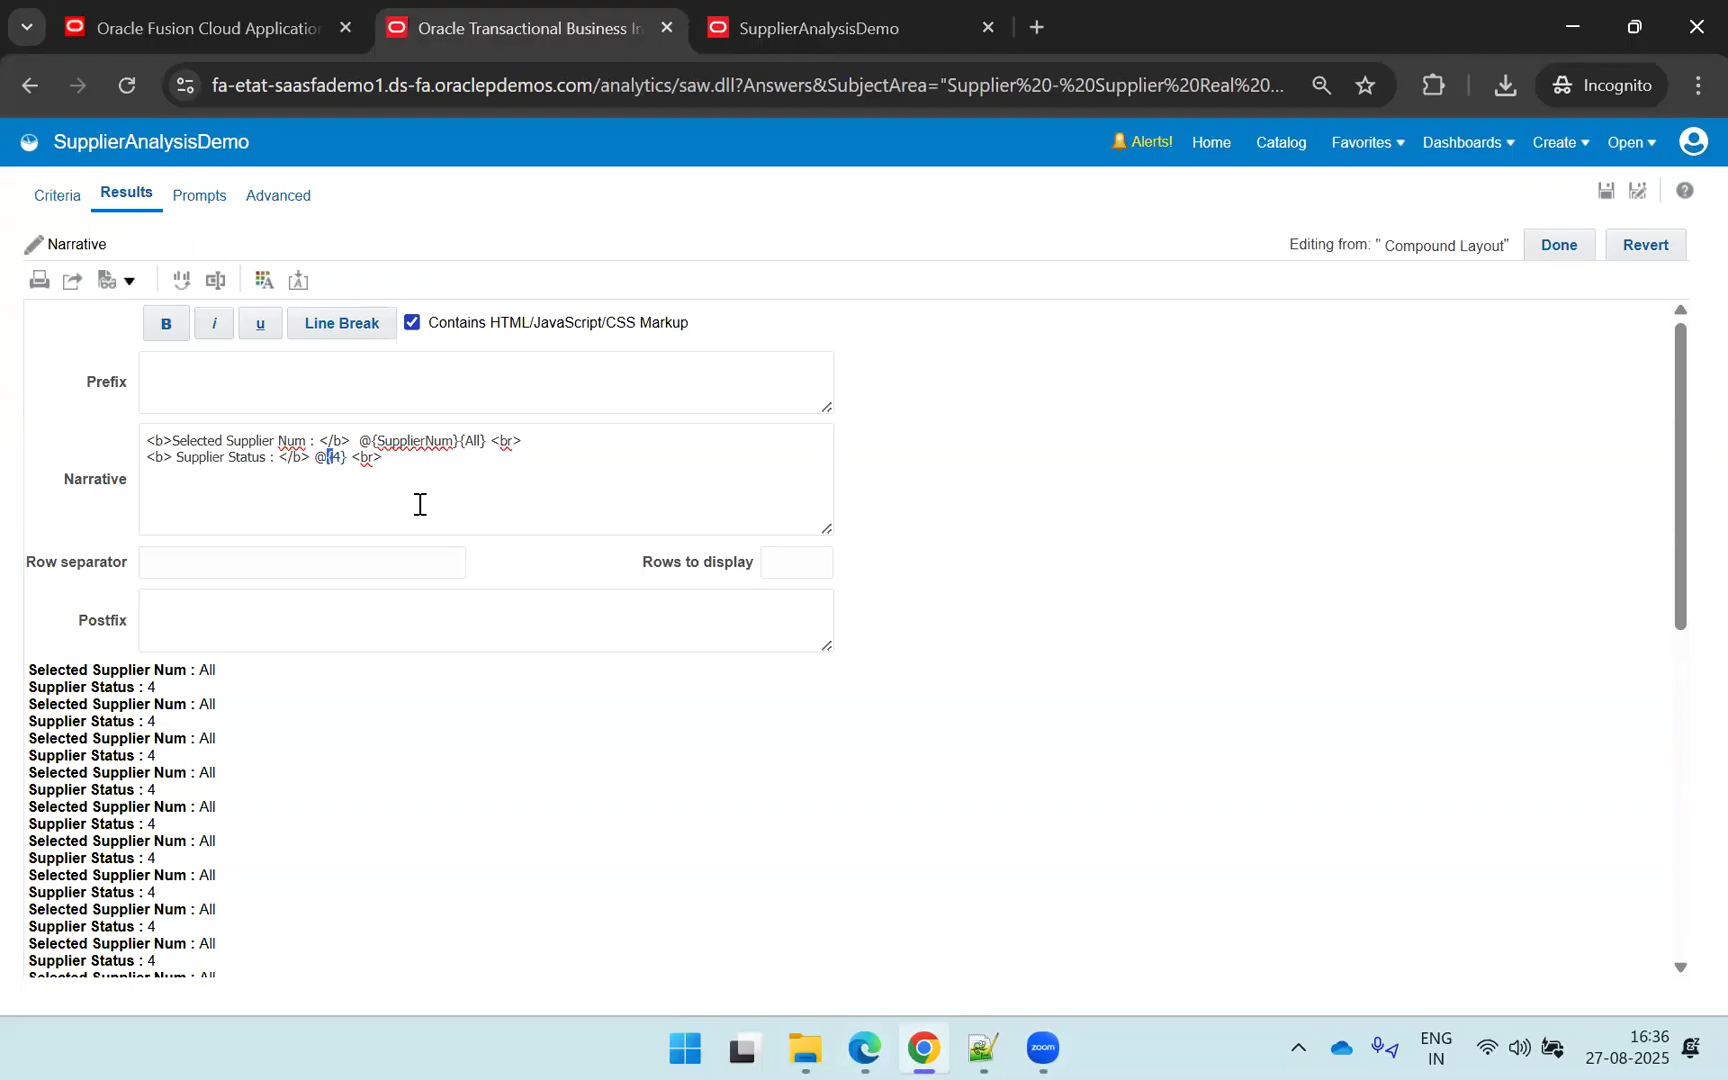 Oracle Fusion Cloud Application
Oracle Transactional Business In
SupplierAnalysisDemo
fa-etat-saasfademo1.ds-fa.oraclepdemos.com/analytics/saw.dll?Answers&SubjectArea="Supplier%20-%20Supplier%20Real%20...
Incognito
SupplierAnalysisDemo
Alerts! Home Catalog Favorites Dashboards Create Open
Criteria Results Prompts Advanced
Narrative
Editing from: " Compound Layout" Done Revert
B i u Line Break Contains HTML/JavaScript/CSS Markup
Prefix
Narrative
<b>Selected Supplier Num : </b> @{SupplierNum}{All} <br>
<b> Supplier Status : </b> @{4} <br>
Row separator
Rows to display
Postfix
Selected Supplier Num : All
Supplier Status : 4
Selected Supplier Num : All
Supplier Status : 4
Selected Supplier Num : All
Supplier Status : 4
Selected Supplier Num : All
Supplier Status : 4
Selected Supplier Num : All
Supplier Status : 4
Selected Supplier Num : All
Supplier Status : 4
Selected Supplier Num : All
Supplier Status : 4
Selected Supplier Num : All
Supplier Status : 4
Selected Supplier Num : All
Supplier Status : 4
Selected Supplier Num : All
zoom
ENG
IN
16:36
27-08-2025